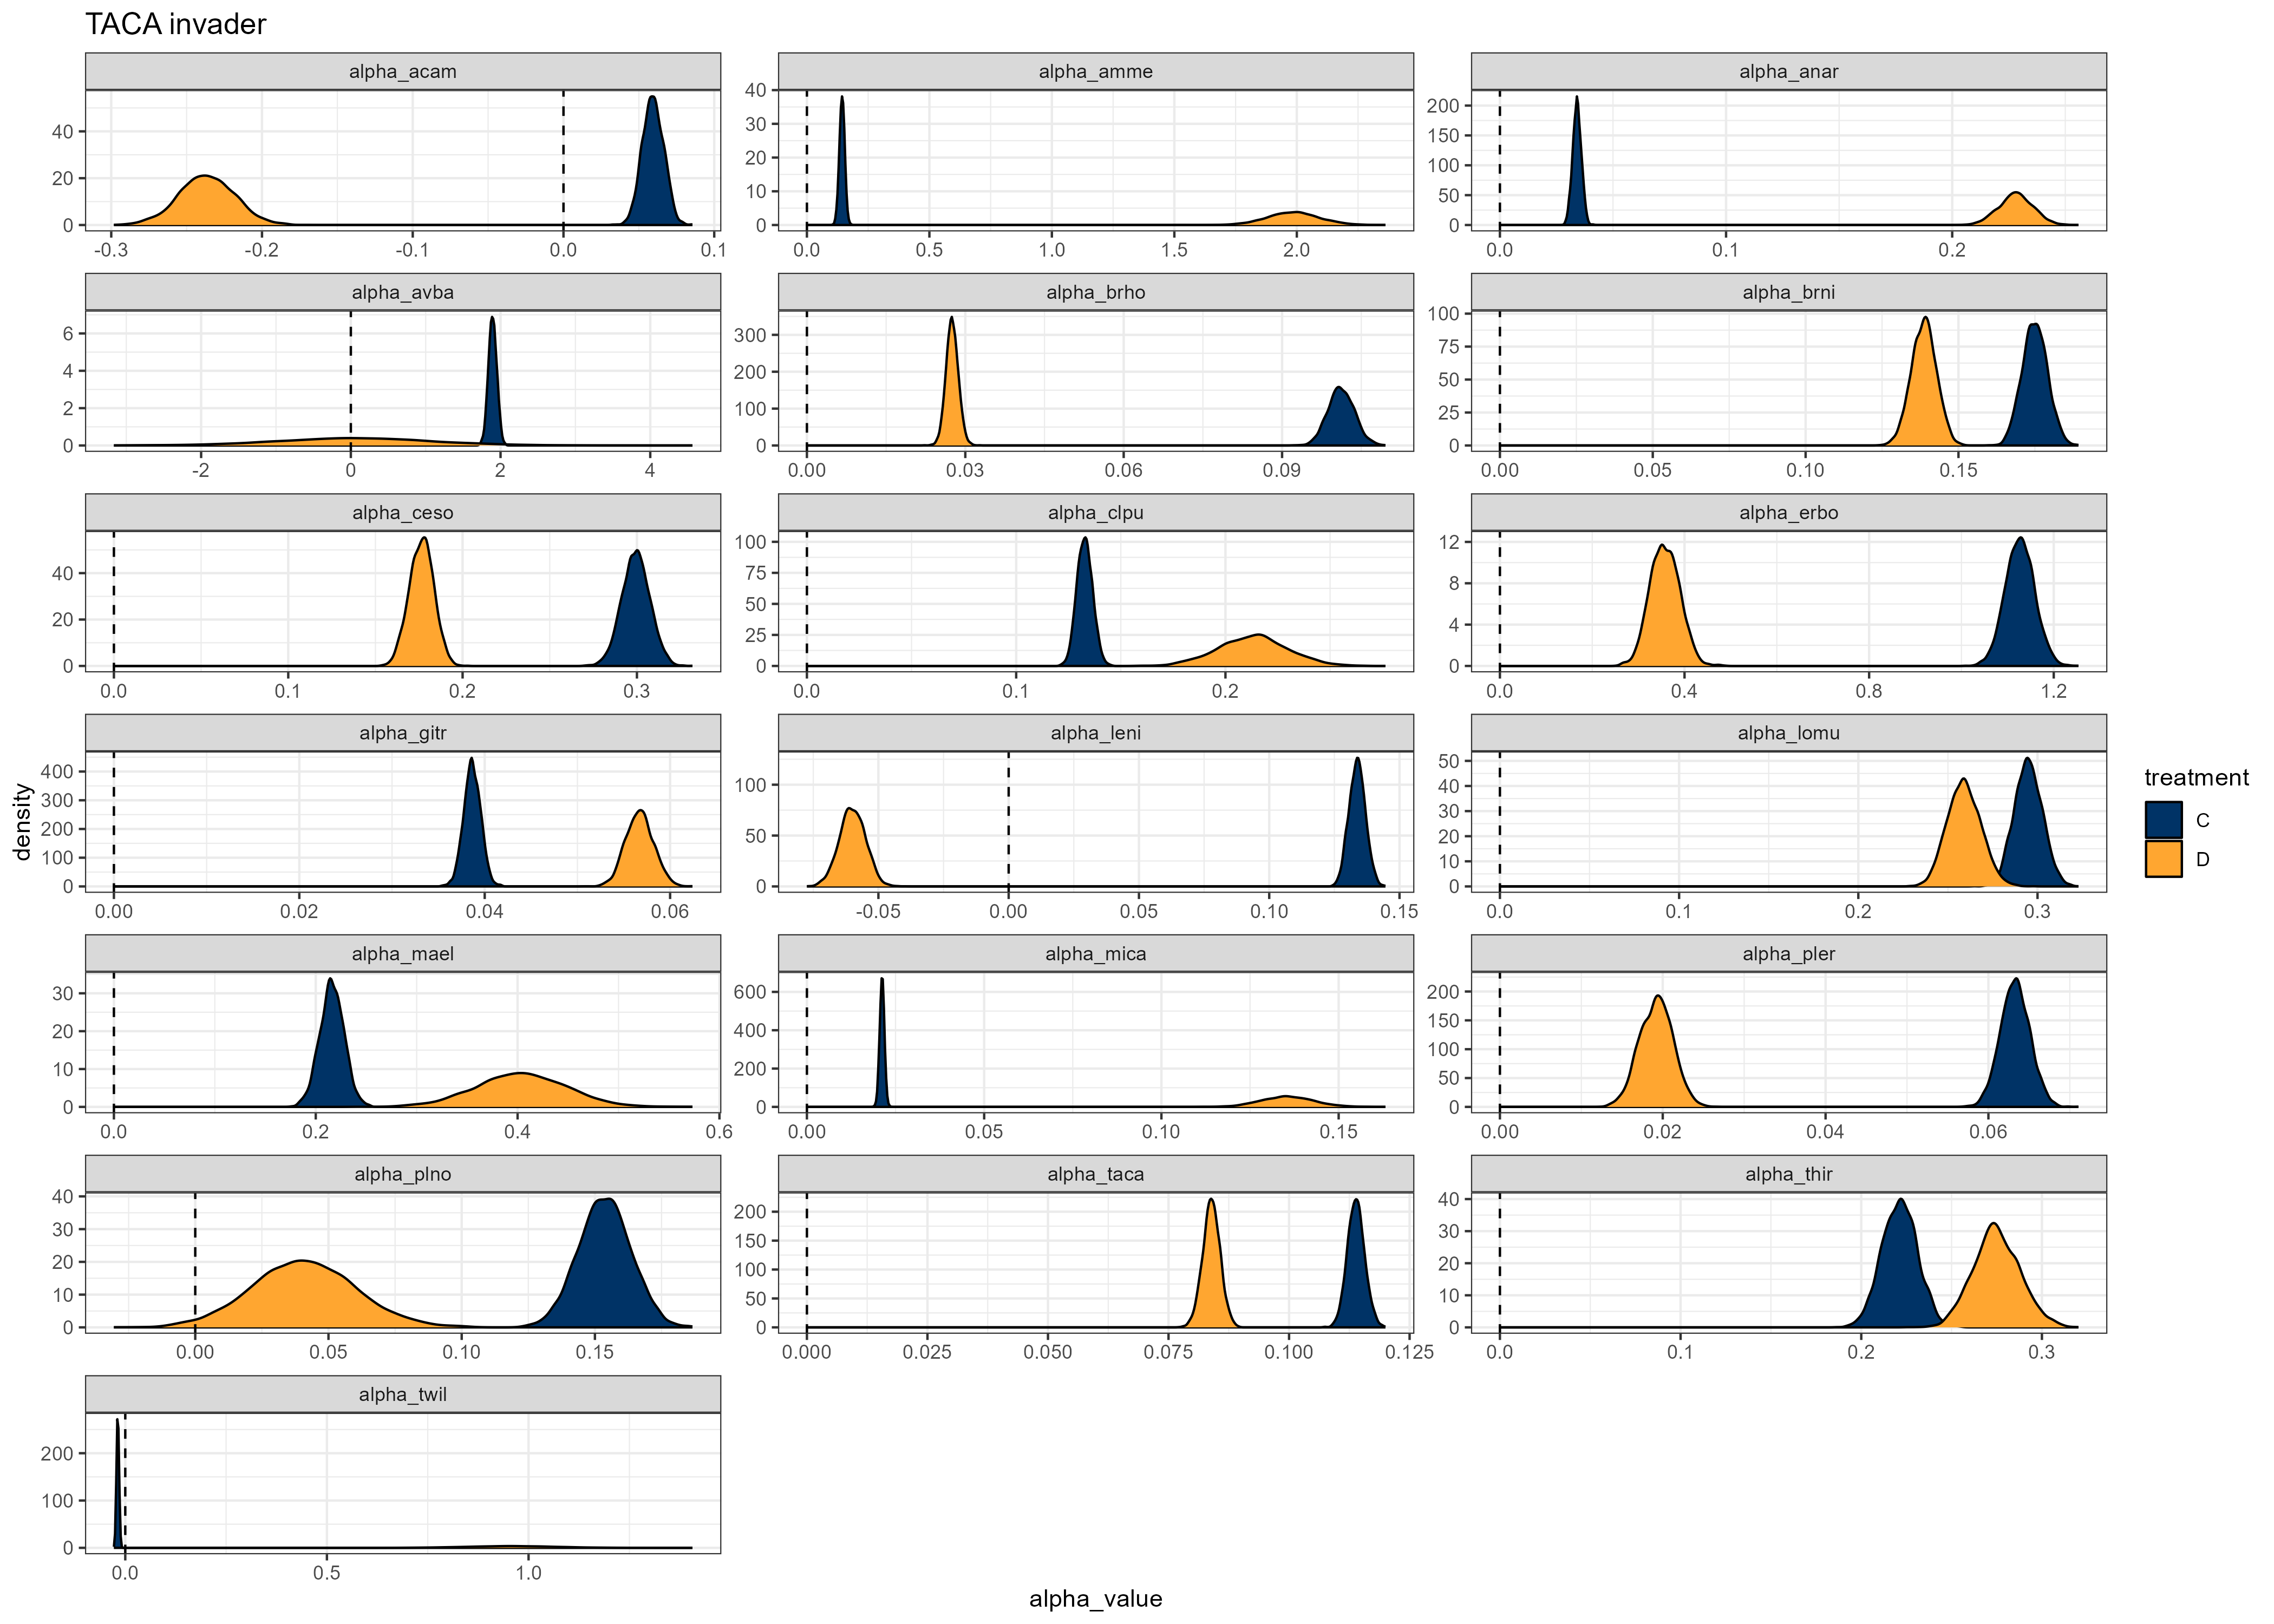 TACA invader
alpha_acam alpha_amme alpha_anar
40 20 0 40 30 20 10 0 200 150 100 50 0
-0.3 -0.2 -0.1 0.0 0.1 0.0 0.5 1.0 1.5 2.0 0.0 0.1 0.2
alpha_avba alpha_brho alpha_brni
6 4 2 0 300 200 100 0 100 75 50 25 0
-2 0 2 4 0.00 0.03 0.06 0.09 0.00 0.05 0.10 0.15
alpha_ceso alpha_clpu alpha_erbo
40 20 0 100 75 50 25 0 12 8 4 0
0.0 0.1 0.2 0.3 0.0 0.1 0.2 0.0 0.4 0.8 1.2
alpha_gitr alpha_leni alpha_lomu
400 300 200 100 0 100 50 0 50 40 30 20 10 0
0.00 0.02 0.04 0.06 -0.05 0.00 0.05 0.10 0.15 0.0 0.1 0.2 0.3
alpha_mael alpha_mica alpha_pler
30 20 10 0 600 400 200 0 200 150 100 50 0
0.0 0.2 0.4 0.6 0.00 0.05 0.10 0.15 0.00 0.02 0.04 0.06
alpha_plno alpha_taca alpha_thir
40 30 20 10 0 200 150 100 50 0 40 30 20 10 0
0.00 0.05 0.10 0.15 0.000 0.025 0.050 0.075 0.100 0.125 0.0 0.1 0.2 0.3
alpha_twil
200 100 0
0.0 0.5 1.0
alpha_value
density
treatment
C
D